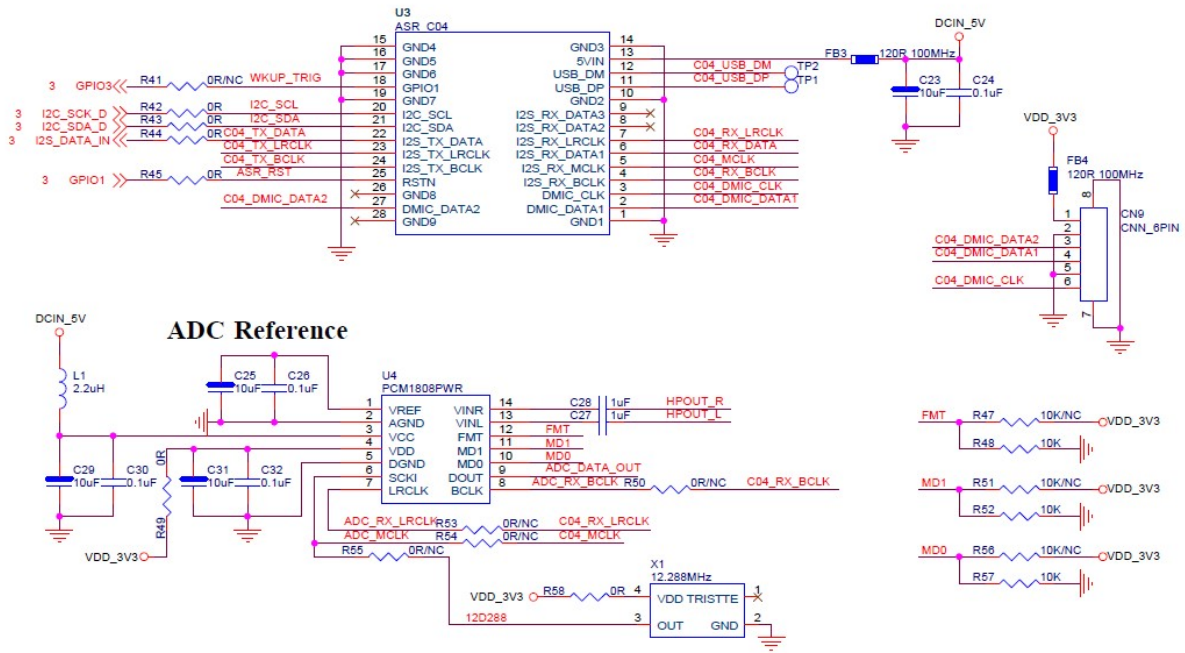 U3
ASR_C04
15 GND4 GND3 14
16 GND5 5VIN 13
17 GND6 USB_DM 12 C04_USB_DM TP2
3 GPIO3 R41 0R/NC WKUP_TRIG 18 GPIO1 USB_DP 11 C04_USB_DP TP1
19 GND7 GND2 10
3 I2C_SCK_D R42 0R I2C_SCL 20 I2C_SCL I2S_RX_DATA3 9
3 I2C_SDA_D R43 0R I2C_SDA 21 I2C_SDA I2S_RX_DATA2 8
3 I2S_DATA_IN R44 0R C04_TX_DATA 22 I2S_TX_DATA I2S_RX_LRCLK 7 C04_RX_LRCLK
C04_TX_LRCLK 23 I2S_TX_LRCLK I2S_RX_DATA1 6 C04_RX_DATA
C04_TX_BCLK 24 I2S_TX_BCLK I2S_RX_MCLK 5 C04_MCLK
3 GPIO1 R45 0R ASR_RST 25 RSTN I2S_RX_BCLK 4 C04_RX_BCLK
26 GND8 DMIC_CLK 3 C04_DMIC_CLK
C04_DMIC_DATA2 27 DMIC_DATA2 DMIC_DATA1 2 C04_DMIC_DATA1
28 GND9 GND1 1
DCIN_5V
FB3 120R 100MHz
C23 C24
10uF 0.1uF
VDD_3V3
FB4
120R 100MHz
8
1
2
CN9
CNN_6PIN
C04_DMIC_DATA2 3
C04_DMIC_DATA1 4
5
C04_DMIC_CLK 6
7
ADC Reference
DCIN_5V
L1
2.2uH
C25 C26
10uF 0.1uF
U4
PCM1808PWR
1 VREF VINR 14 C28 1uF HPOUT_R
2 AGND VINL 13 C27 1uF HPOUT_L
3 VCC FMT 12 FMT
4 VDD MD1 11 MD1
5 DGND MD0 10 MD0
6 SCKI DOUT 9 ADC_DATA_OUT
7 LRCLK BCLK 8 ADC_RX_BCLK R50 0R/NC C04_RX_BCLK
C29 C30 0R C31 C32
10uF 0.1uF 10uF 0.1uF
R49
VDD_3V3
ADC_RX_LRCLK R53 0R/NC C04_RX_LRCLK
ADC_MCLK R54 0R/NC C04_MCLK
R55 0R/NC
X1
12.288MHz
VDD_3V3 R58 0R 4 VDD TRISTTE 1
12D288 3 OUT GND 2
FMT R47 10K/NC VDD_3V3
R48 10K
MD1 R51 10K/NC VDD_3V3
R52 10K
MD0 R56 10K/NC VDD_3V3
R57 10K